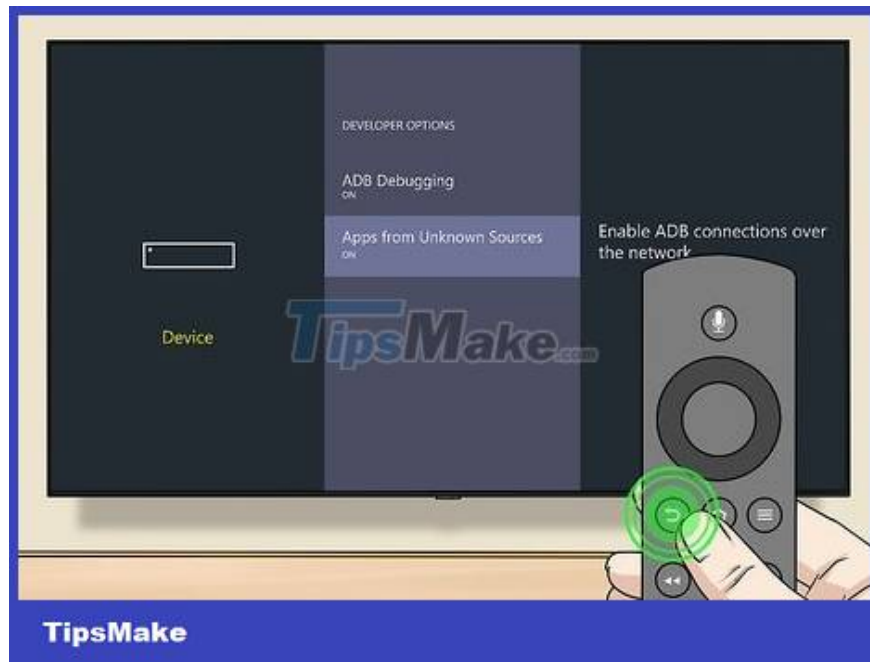 DEVELOPER OPTIONS
ADB Debugging
ON
Apps from Unknown Sources
ON
Enable ADB connections over
the network
Device
TipsMake.com
TipsMake